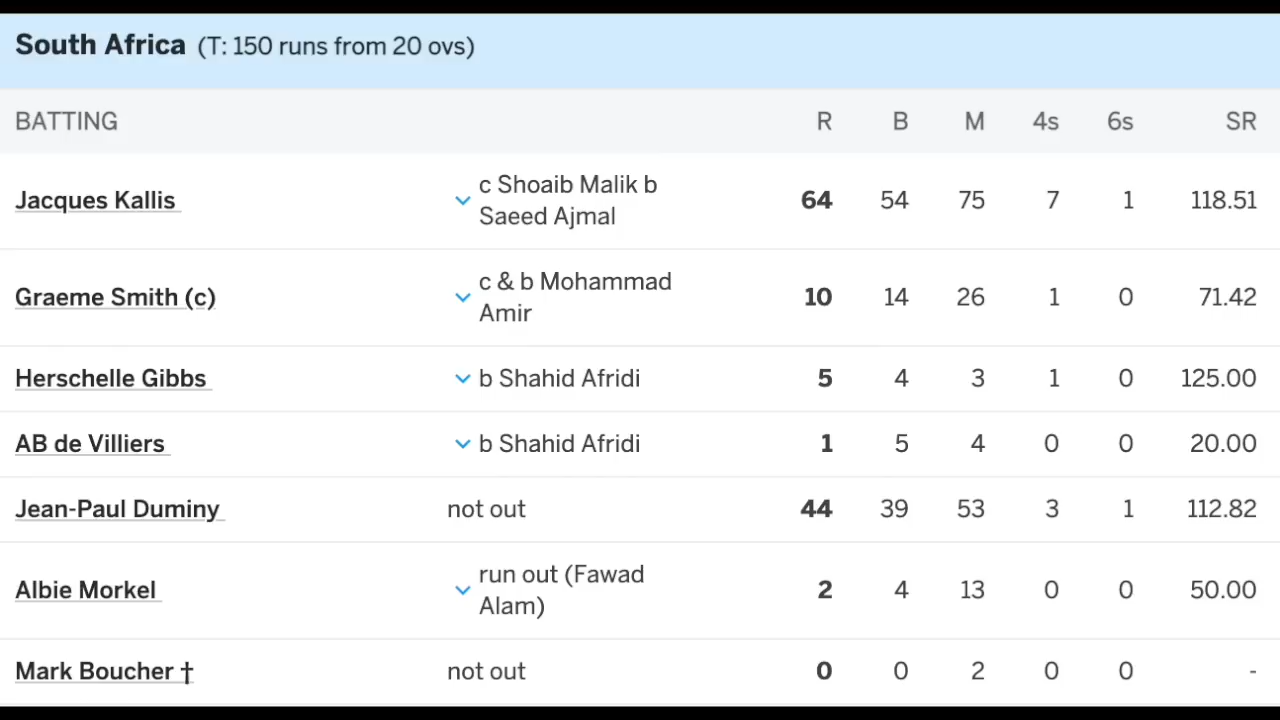 South Africa (T: 150 runs from 20 ovs)
BATTING R B M 4s 6s SR
Jacques Kallis c Shoaib Malik b Saeed Ajmal 64 54 75 7 1 118.51
Graeme Smith (c) c & b Mohammad Amir 10 14 26 1 0 71.42
Herschelle Gibbs b Shahid Afridi 5 4 3 1 0 125.00
AB de Villiers b Shahid Afridi 1 5 4 0 0 20.00
Jean-Paul Duminy not out 44 39 53 3 1 112.82
Albie Morkel run out (Fawad Alam) 2 4 13 0 0 50.00
Mark Boucher † not out 0 0 2 0 0 -